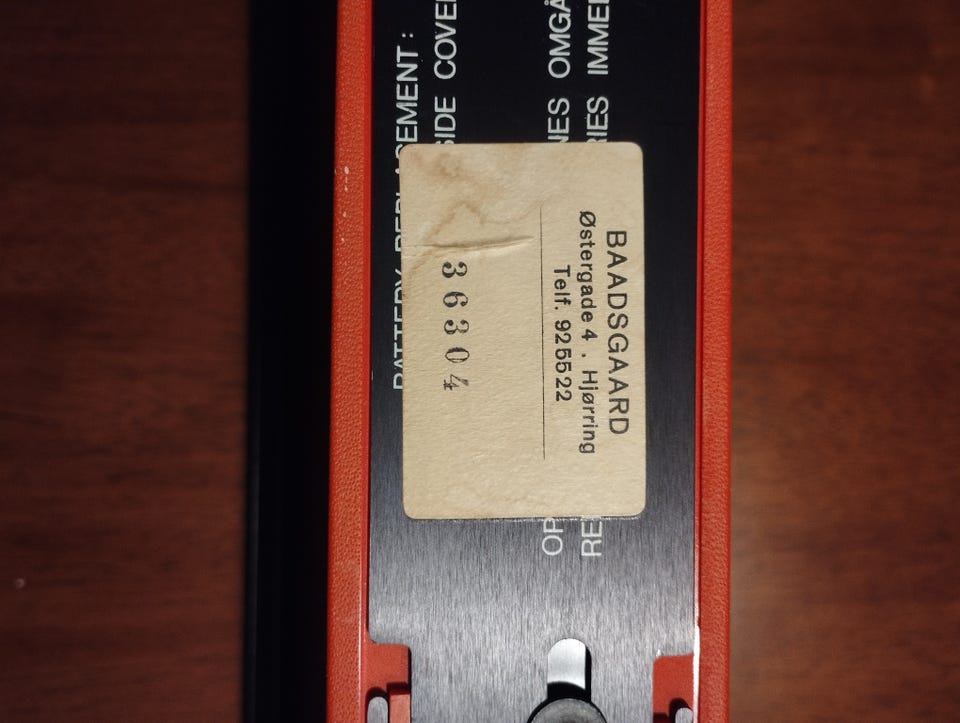 BATTERY REPLACEMENT:
SIDE COVE
NES OMGÅ
RIES IMME
OP
RE
BAADSGAARD
Østergade 4 . Hjørring
Telf. 925522
36304